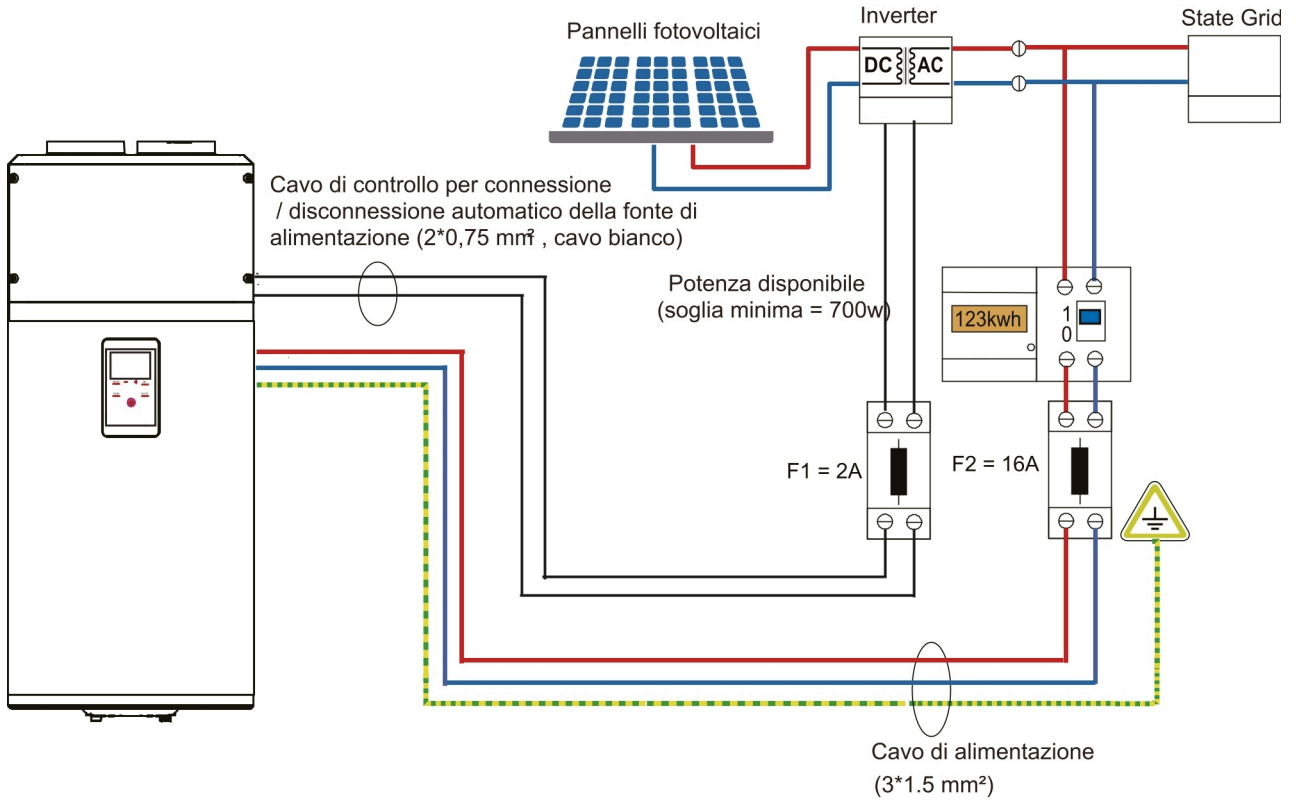 Inverter
State Grid
Pannelli fotovoltaici
DC
AC
Cavo di controllo per connessione
/ disconnessione automatico della fonte di
alimentazione (2*0,75 mm² , cavo bianco)
Potenza disponibile
(soglia minima = 700w)
123kwh
1
0
F1 = 2A
F2 = 16A
Cavo di alimentazione
(3*1.5 mm²)